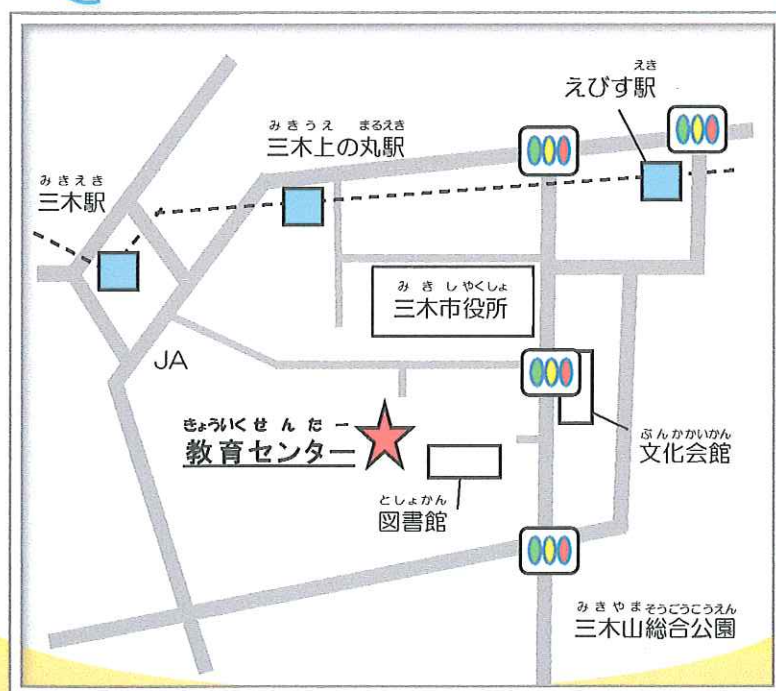 えき
えびす駅
みきうえ まるえき
三木上の丸駅
みきえき
三木駅
みきしやくしょ
三木市役所
JA
きょういくせんたー
教育センター
ぶんかかいかん
文化会館
としょかん
図書館
みきやまそうごうこうえん
三木山総合公園